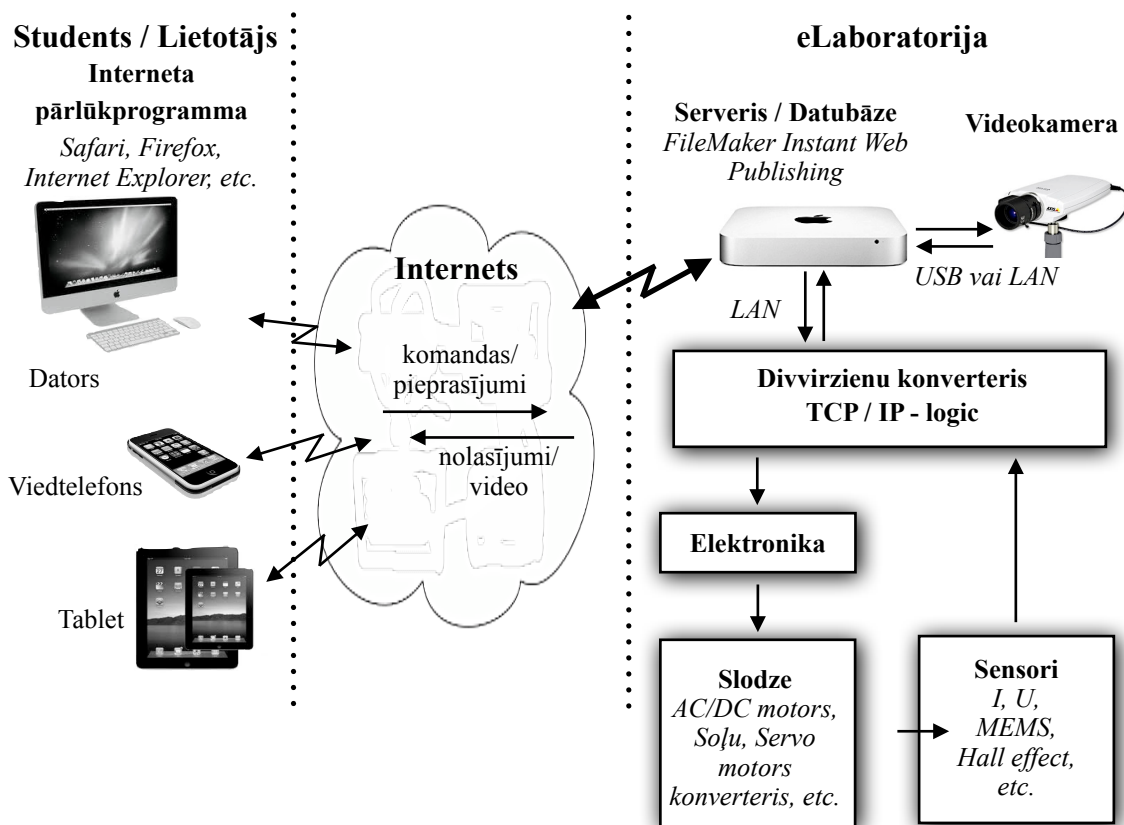 Students / Lietotājs
Interneta
pārlūkprogramma
Safari, Firefox,
Internet Explorer, etc.
Dators
Viedtelefons
Tablet
Internets
komandas/
pieprasījumi
nolasījumi/
video
eLaboratorija
Serveris / Datubāze
FileMaker Instant Web
Publishing
Videokamera
USB vai LAN
LAN
Divvirzienu konverteris
TCP / IP - logic
Elektronika
Slodze
AC/DC motors,
Soļu, Servo
motors
konverteris, etc.
Sensori
I, U,
MEMS,
Hall effect,
etc.